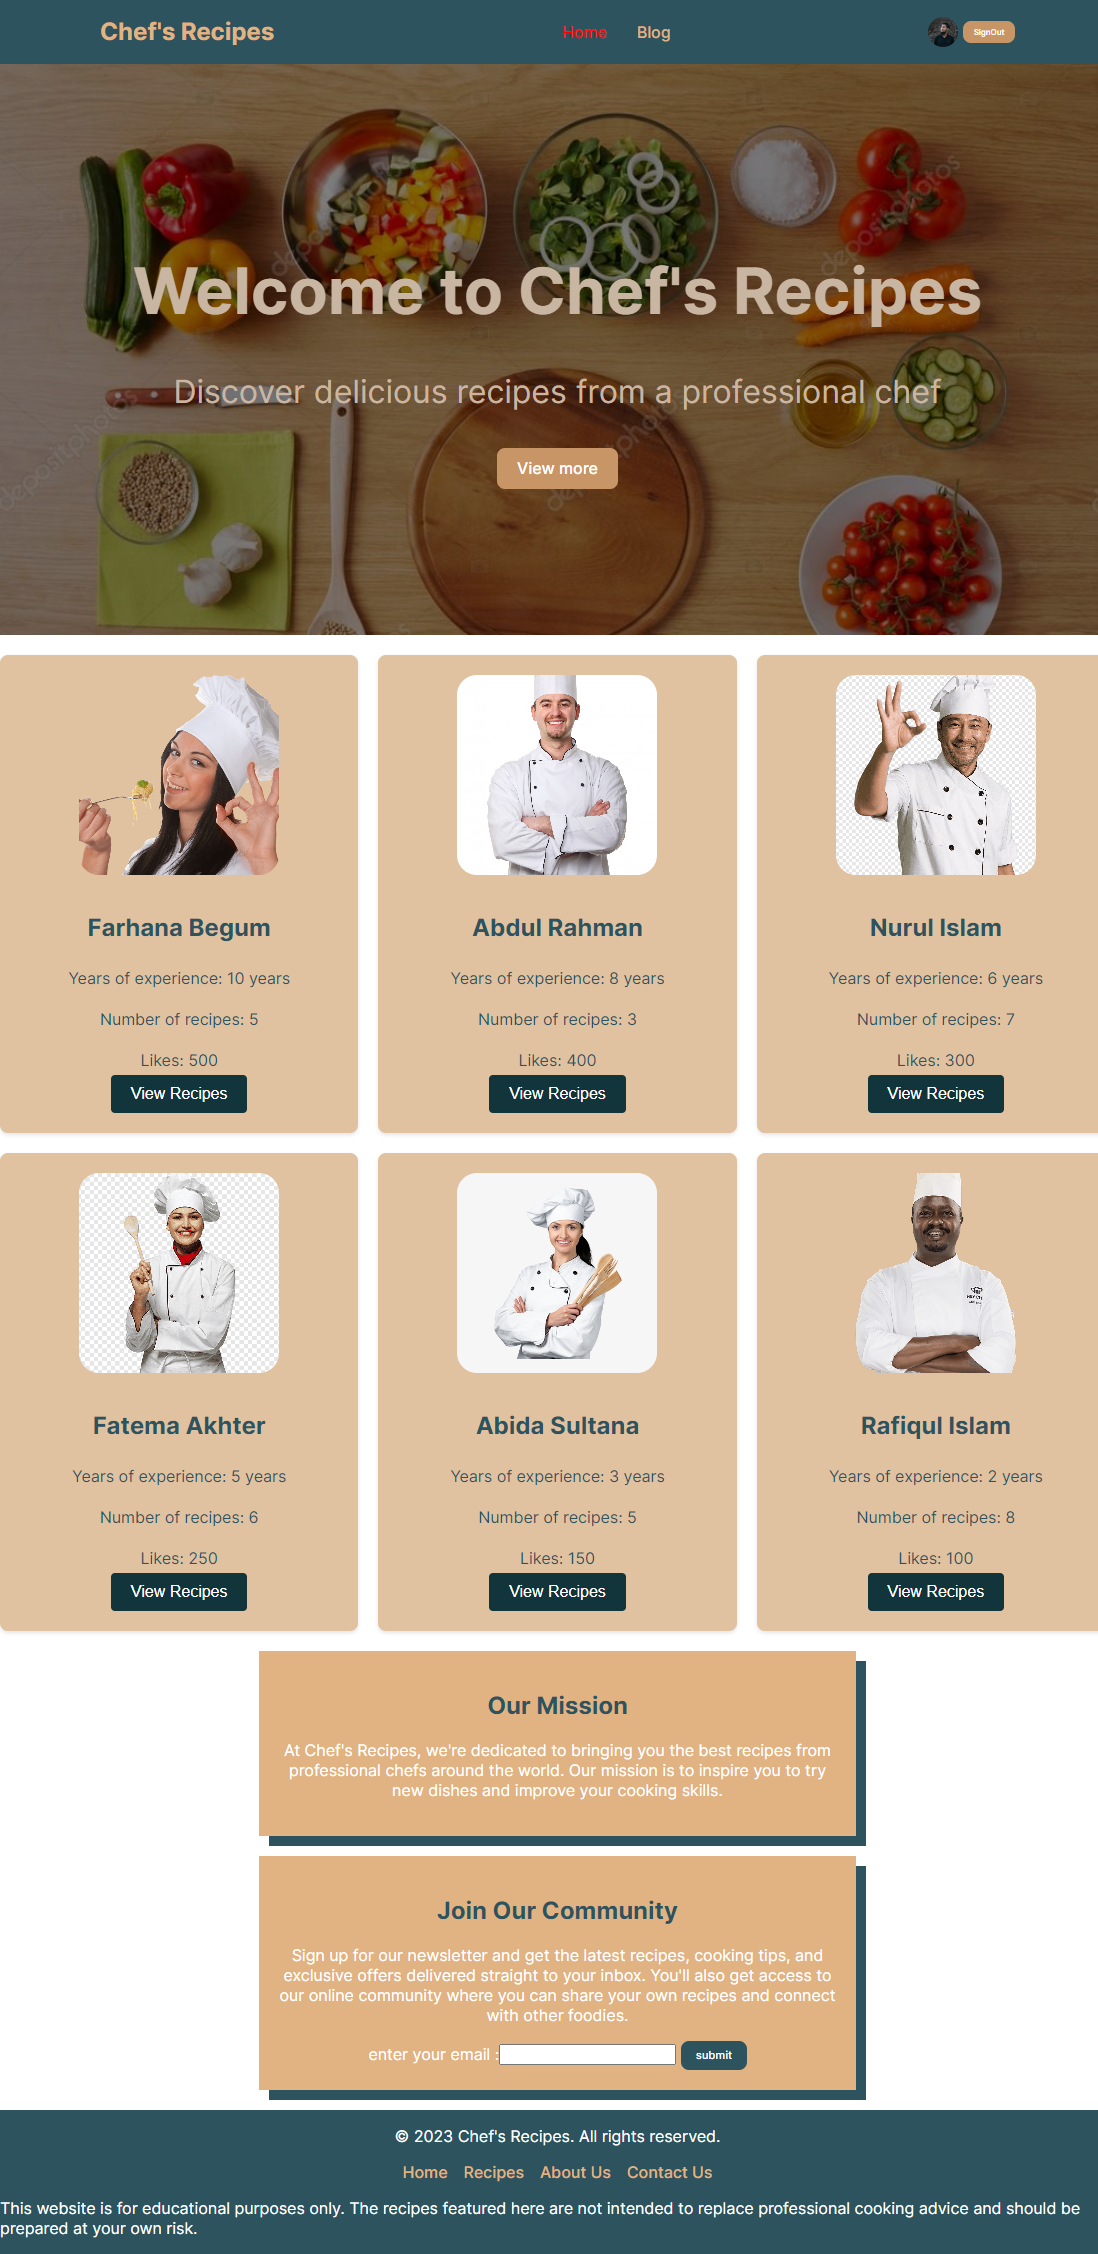 Chef's Recipes
Home Blog
SignOut
depositphotos
depositphotos
Welcome to Chef's Recipes
Discover delicious recipes from a professional chef
depositphotos
depositphotos
View more
Farhana Begum
Years of experience: 10 years
Number of recipes: 5
Likes: 500
View Recipes
Abdul Rahman
Years of experience: 8 years
Number of recipes: 3
Likes: 400
View Recipes
Nurul Islam
Years of experience: 6 years
Number of recipes: 7
Likes: 300
View Recipes
Fatema Akhter
Years of experience: 5 years
Number of recipes: 6
Likes: 250
View Recipes
Abida Sultana
Years of experience: 3 years
Number of recipes: 5
Likes: 150
View Recipes
Rafiqul Islam
Years of experience: 2 years
Number of recipes: 8
Likes: 100
View Recipes
Our Mission
At Chef's Recipes, we're dedicated to bringing you the best recipes from
professional chefs around the world. Our mission is to inspire you to try
new dishes and improve your cooking skills.
Join Our Community
Sign up for our newsletter and get the latest recipes, cooking tips, and
exclusive offers delivered straight to your inbox. You'll also get access to
our online community where you can share your own recipes and connect
with other foodies.
enter your email : submit
© 2023 Chef's Recipes. All rights reserved.
Home Recipes About Us Contact Us
This website is for educational purposes only. The recipes featured here are not intended to replace professional cooking advice and should be
prepared at your own risk.